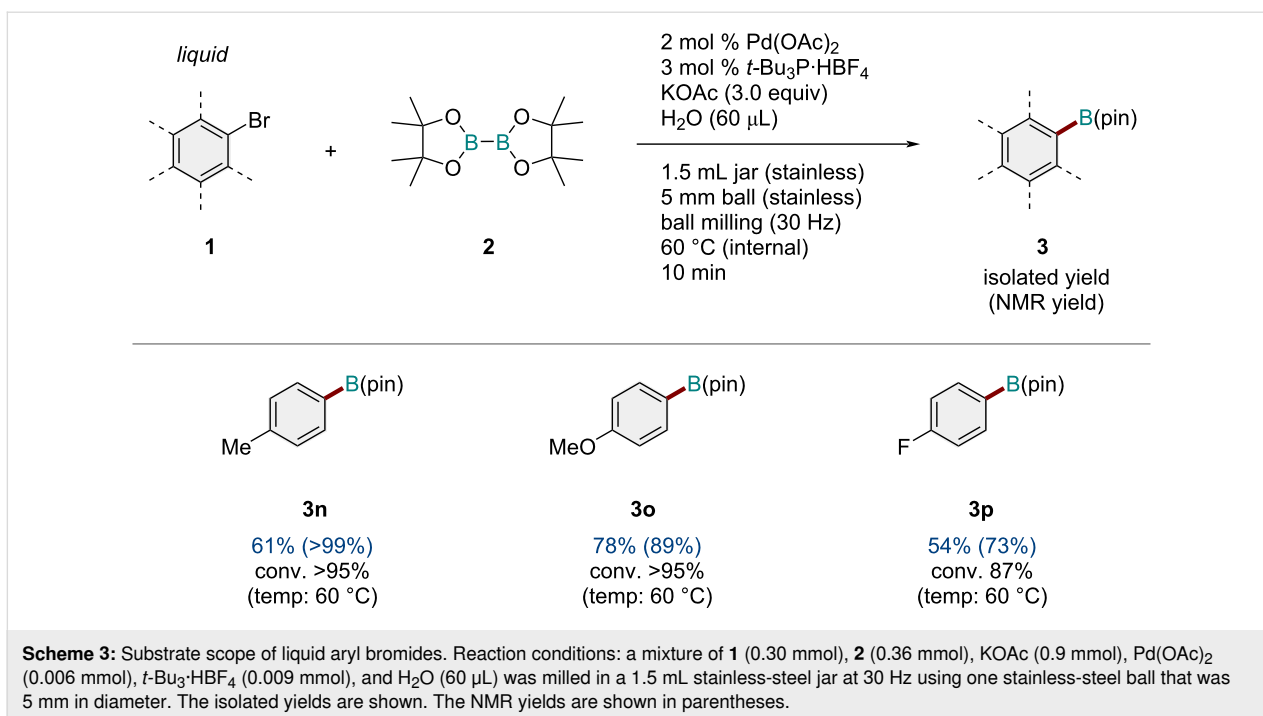 liquid
Br
1
+
O
O
B
B
O
O
2
2 mol % Pd(OAc)₂
3 mol % t-Bu₃P·HBF₄
KOAc (3.0 equiv)
H₂O (60 μL)
1.5 mL jar (stainless)
5 mm ball (stainless)
ball milling (30 Hz)
60 °C (internal)
10 min
B(pin)
3
isolated yield
(NMR yield)
B(pin)
Me
3n
61% (>99%)
conv. >95%
(temp: 60 °C)
B(pin)
MeO
3o
78% (89%)
conv. >95%
(temp: 60 °C)
B(pin)
F
3p
54% (73%)
conv. 87%
(temp: 60 °C)
Scheme 3: Substrate scope of liquid aryl bromides. Reaction conditions: a mixture of 1 (0.30 mmol), 2 (0.36 mmol), KOAc (0.9 mmol), Pd(OAc)₂
(0.006 mmol), t-Bu₃·HBF₄ (0.009 mmol), and H₂O (60 μL) was milled in a 1.5 mL stainless-steel jar at 30 Hz using one stainless-steel ball that was
5 mm in diameter. The isolated yields are shown. The NMR yields are shown in parentheses.